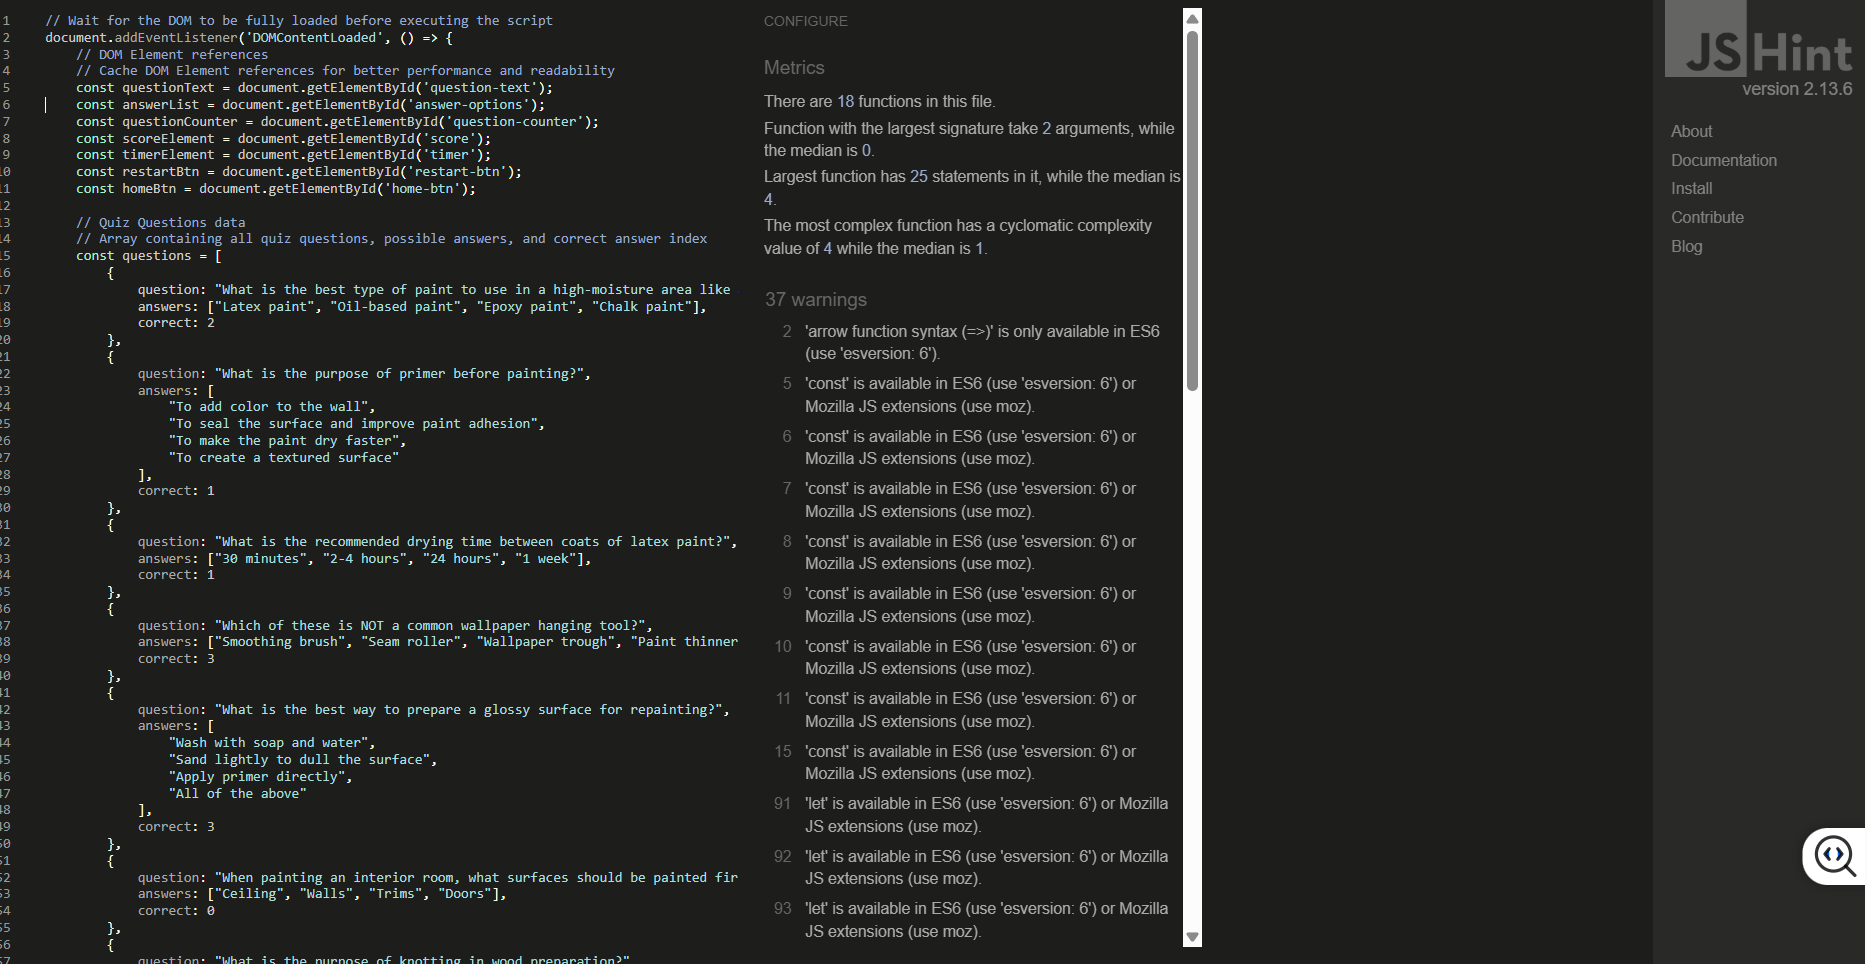 1 // Wait for the DOM to be fully loaded before executing the script
2 document.addEventListener('DOMContentLoaded', () => {
3 // DOM Element references
4 // Cache DOM Element references for better performance and readability
5 const questionText = document.getElementById('question-text');
6 const answerList = document.getElementById('answer-options');
7 const questionCounter = document.getElementById('question-counter');
8 const scoreElement = document.getElementById('score');
9 const timerElement = document.getElementById('timer');
10 const restartBtn = document.getElementById('restart-btn');
11 const homeBtn = document.getElementById('home-btn');
12
13 // Quiz Questions data
14 // Array containing all quiz questions, possible answers, and correct answer index
15 const questions = [
16 {
17 question: "What is the best type of paint to use in a high-moisture area like
18 answers: ["Latex paint", "Oil-based paint", "Epoxy paint", "Chalk paint"],
19 correct: 2
20 },
21 {
22 question: "What is the purpose of primer before painting?",
23 answers: [
24 "To add color to the wall",
25 "To seal the surface and improve paint adhesion",
26 "To make the paint dry faster",
27 "To create a textured surface"
28 ],
29 correct: 1
30 },
31 {
32 question: "What is the recommended drying time between coats of latex paint?",
33 answers: ["30 minutes", "2-4 hours", "24 hours", "1 week"],
34 correct: 1
35 },
36 {
37 question: "Which of these is NOT a common wallpaper hanging tool?",
38 answers: ["Smoothing brush", "Seam roller", "Wallpaper trough", "Paint thinner
39 correct: 3
40 },
41 {
42 question: "What is the best way to prepare a glossy surface for repainting?",
43 answers: [
44 "Wash with soap and water",
45 "Sand lightly to dull the surface",
46 "Apply primer directly",
47 "All of the above"
48 ],
49 correct: 3
50 },
51 {
52 question: "When painting an interior room, what surfaces should be painted fir
53 answers: ["Ceiling", "Walls", "Trims", "Doors"],
54 correct: 0
55 },
56 {
57 question: "What is the purpose of knotting in wood preparation?"
CONFIGURE
Metrics
There are 18 functions in this file.
Function with the largest signature take 2 arguments, while
the median is 0.
Largest function has 25 statements in it, while the median is
4.
The most complex function has a cyclomatic complexity
value of 4 while the median is 1.
37 warnings
2 'arrow function syntax (=>)' is only available in ES6
(use 'esversion: 6').
5 'const' is available in ES6 (use 'esversion: 6') or
Mozilla JS extensions (use moz).
6 'const' is available in ES6 (use 'esversion: 6') or
Mozilla JS extensions (use moz).
7 'const' is available in ES6 (use 'esversion: 6') or
Mozilla JS extensions (use moz).
8 'const' is available in ES6 (use 'esversion: 6') or
Mozilla JS extensions (use moz).
9 'const' is available in ES6 (use 'esversion: 6') or
Mozilla JS extensions (use moz).
10 'const' is available in ES6 (use 'esversion: 6') or
Mozilla JS extensions (use moz).
11 'const' is available in ES6 (use 'esversion: 6') or
Mozilla JS extensions (use moz).
15 'const' is available in ES6 (use 'esversion: 6') or
Mozilla JS extensions (use moz).
91 'let' is available in ES6 (use 'esversion: 6') or Mozilla
JS extensions (use moz).
92 'let' is available in ES6 (use 'esversion: 6') or Mozilla
JS extensions (use moz).
93 'let' is available in ES6 (use 'esversion: 6') or Mozilla
JS extensions (use moz).
JSHint
version 2.13.6
About
Documentation
Install
Contribute
Blog